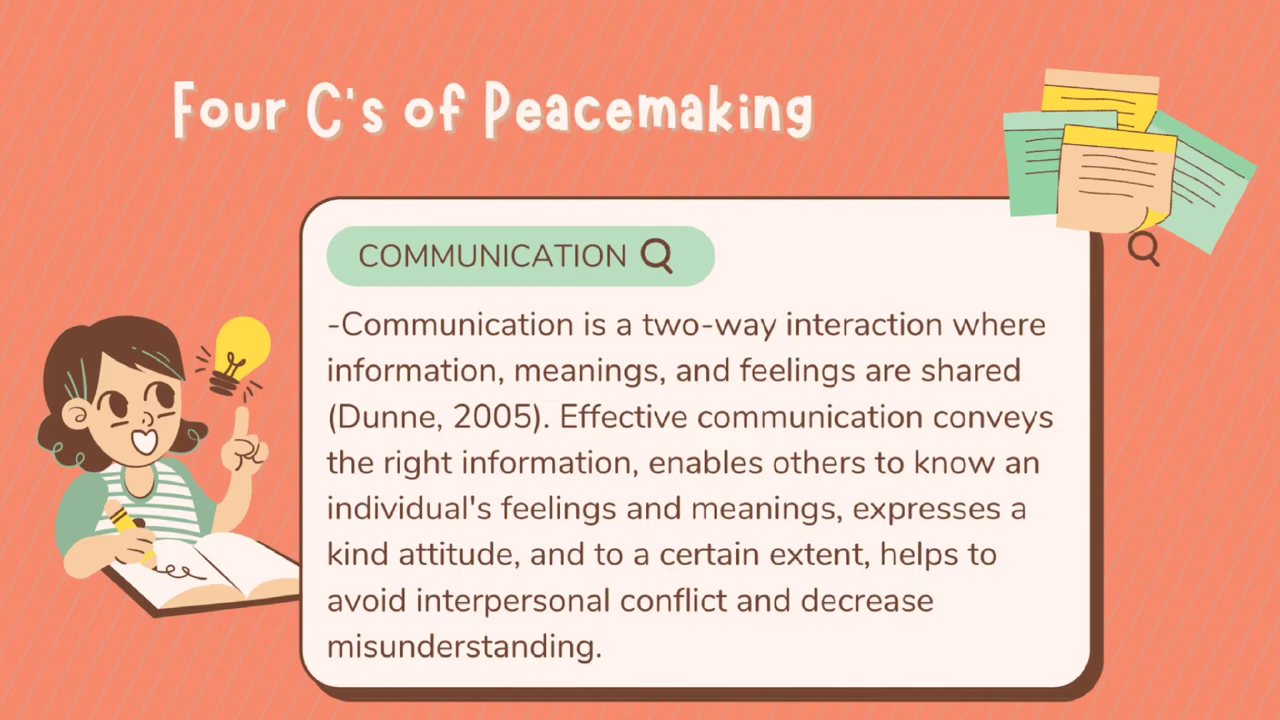 Four C's of Peacemaking
COMMUNICATION
-Communication is a two-way interaction where
information, meanings, and feelings are shared
(Dunne, 2005). Effective communication conveys
the right information, enables others to know an
individual's feelings and meanings, expresses a
kind attitude, and to a certain extent, helps to
avoid interpersonal conflict and decrease
misunderstanding.